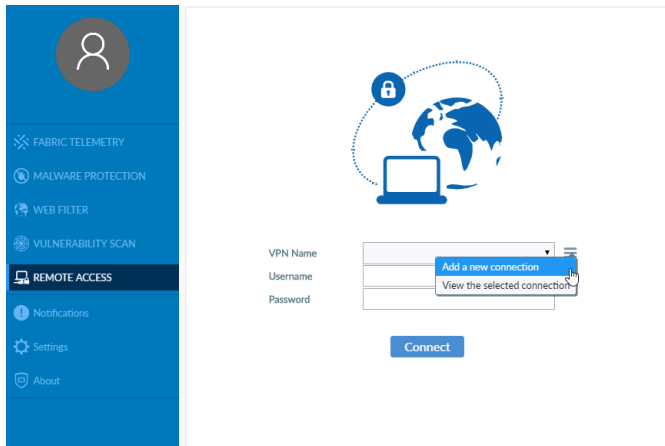 FABRIC TELEMETRY
MALWARE PROTECTION
WEB FILTER
VULNERABILITY SCAN
REMOTE ACCESS
Notifications
Settings
About
VPN Name
Add a new connection
Username
View the selected connection
Password
Connect